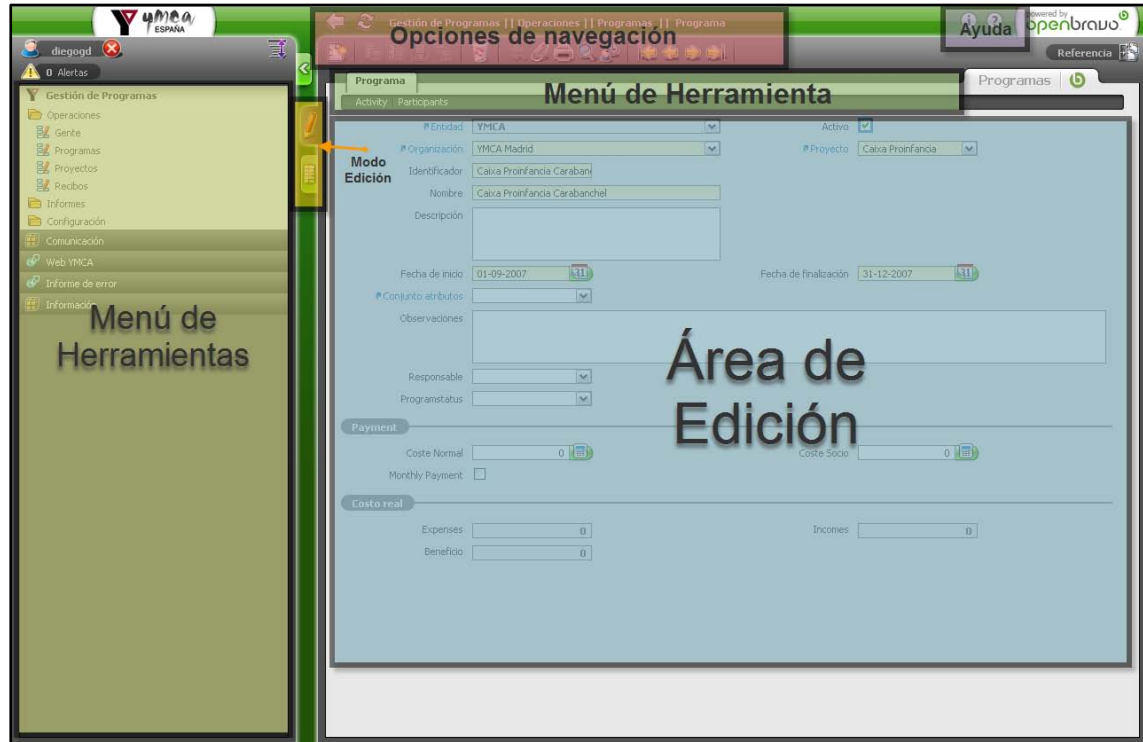 ymca
ESPAÑA
Gestión de Programas || Operaciones || Programas || Programa
Opciones de navegación
Ayuda
powered by
openbravo
diegogd
Referencia
0 Alertas
Programa
Programas
Menú de Herramienta
Activity Participants
Gestión de Programas
Operaciones
Gente
Programas
Proyectos
Recibos
Informes
Configuración
Comunicación
Web YMCA
Informe de error
Información
Menú de
Herramientas
Modo
Edición
Entidad YMCA Activo
Organización YMCA Madrid Proyecto Caixa Proinfancia
Identificador Caixa Proinfancia Caraban
Nombre Caixa Proinfancia Carabanchel
Descripción
Fecha de inicio 01-09-2007 31 Fecha de finalización 31-12-2007 31
Conjunto atributos
Observaciones
Área de
Edición
Responsable
Programstatus
Payment
Coste Normal 0 Coste Socio 0
Monthly Payment
Costo real
Expenses 0 Incomes 0
Beneficio 0